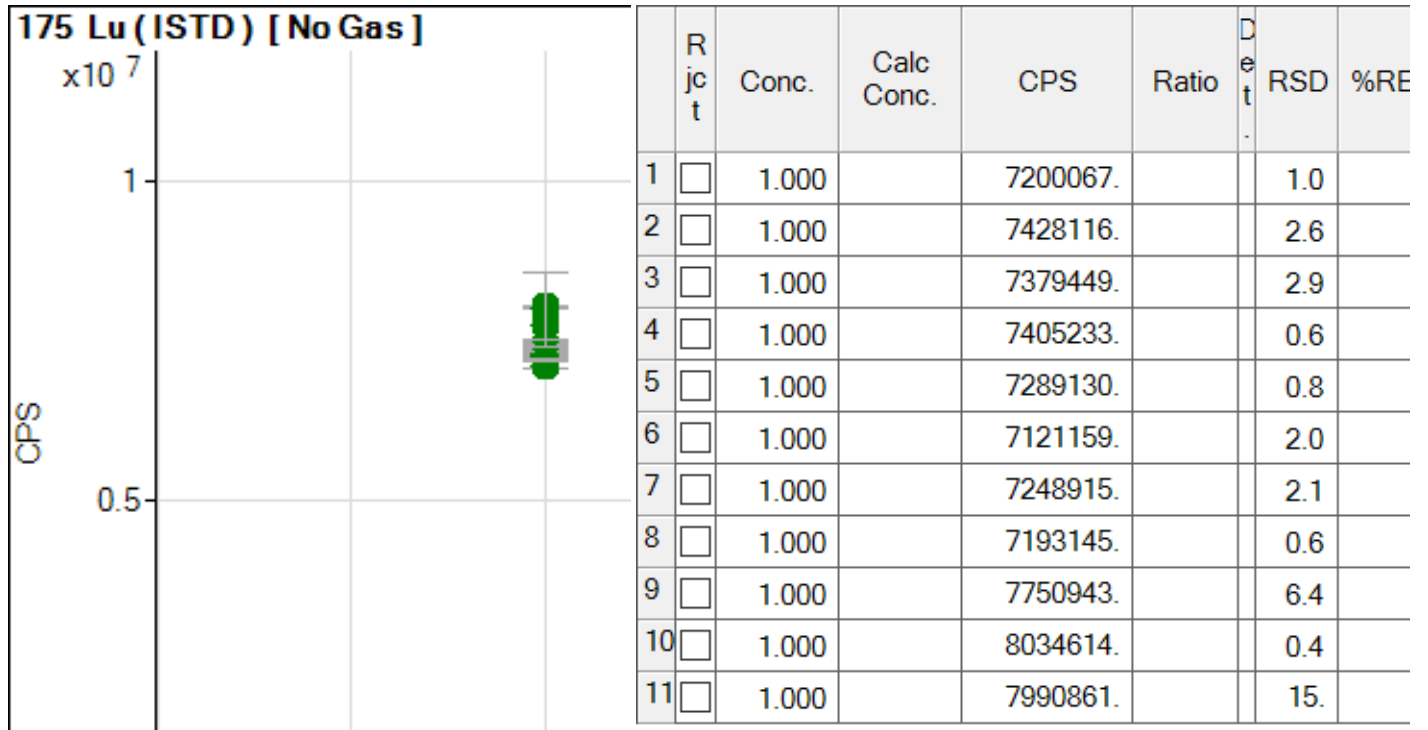 175 Lu ( ISTD ) [ No Gas ]
x10 7
1
0.5
CPS
Rjct Conc. Calc Conc. CPS Ratio Det. RSD %RE
1 1.000 7200067. 1.0
2 1.000 7428116. 2.6
3 1.000 7379449. 2.9
4 1.000 7405233. 0.6
5 1.000 7289130. 0.8
6 1.000 7121159. 2.0
7 1.000 7248915. 2.1
8 1.000 7193145. 0.6
9 1.000 7750943. 6.4
10 1.000 8034614. 0.4
11 1.000 7990861. 15.